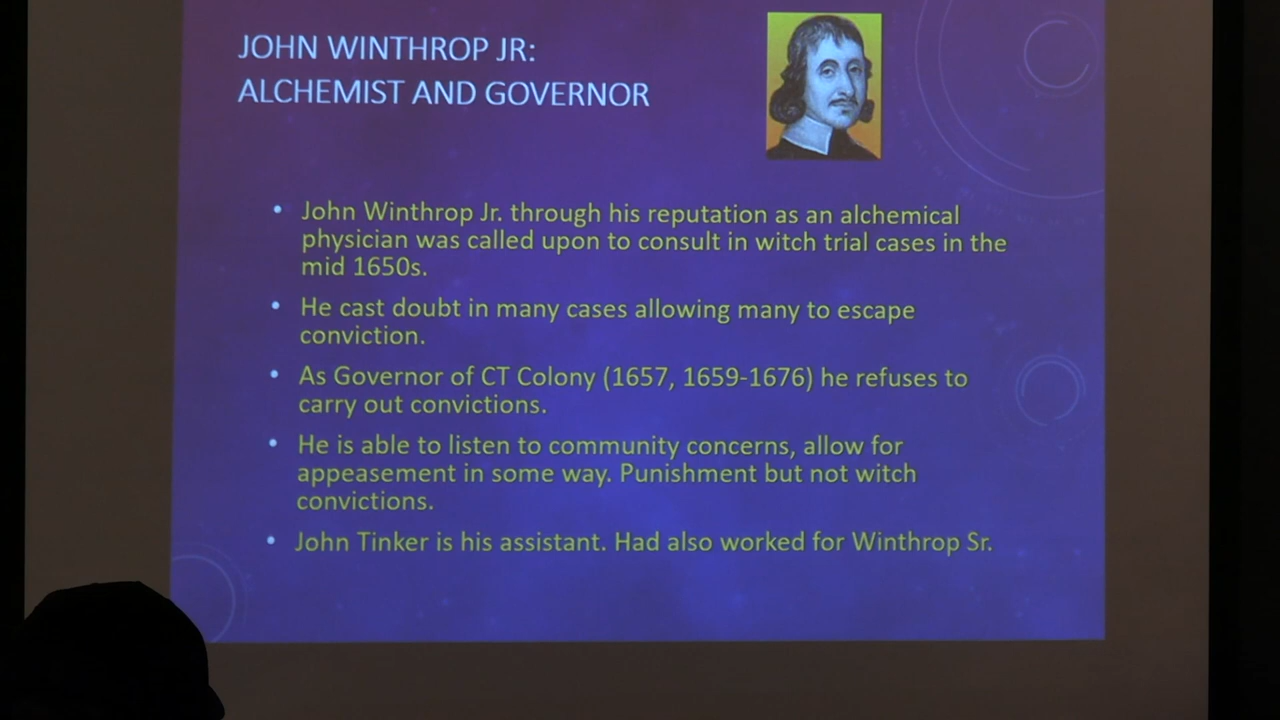 JOHN WINTHROP JR:
ALCHEMIST AND GOVERNOR
• John Winthrop Jr. through his reputation as an alchemical
physician was called upon to consult in witch trial cases in the
mid 1650s.
• He cast doubt in many cases allowing many to escape
conviction.
• As Governor of CT Colony (1657, 1659-1676) he refuses to
carry out convictions.
• He is able to listen to community concerns, allow for
appeasement in some way. Punishment but not witch
convictions.
• John Tinker is his assistant. Had also worked for Winthrop Sr.